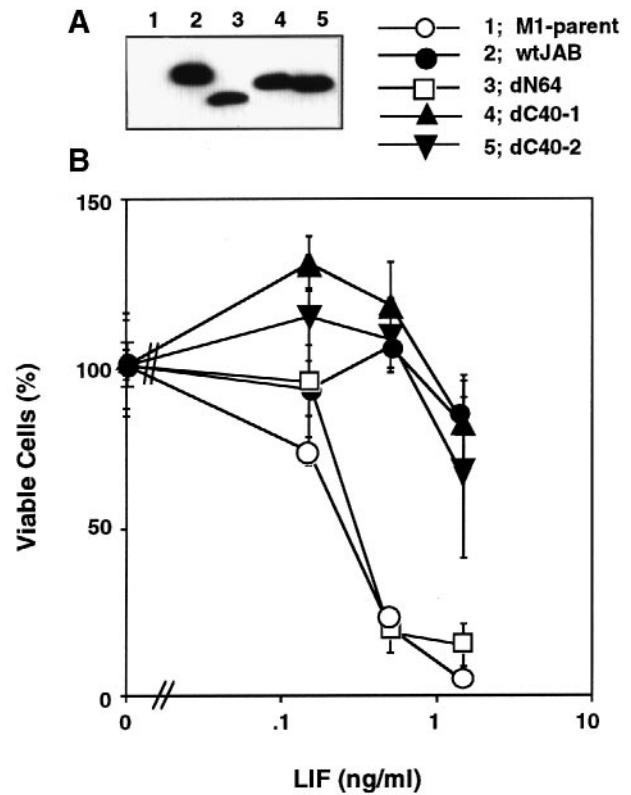 A
1 2 3 4 5
1; M1-parent
2; wtJAB
3; dN64
4; dC40-1
5; dC40-2
B
150
100
50
0
Viable Cells (%)
0 .1 1 10
LIF (ng/ml)